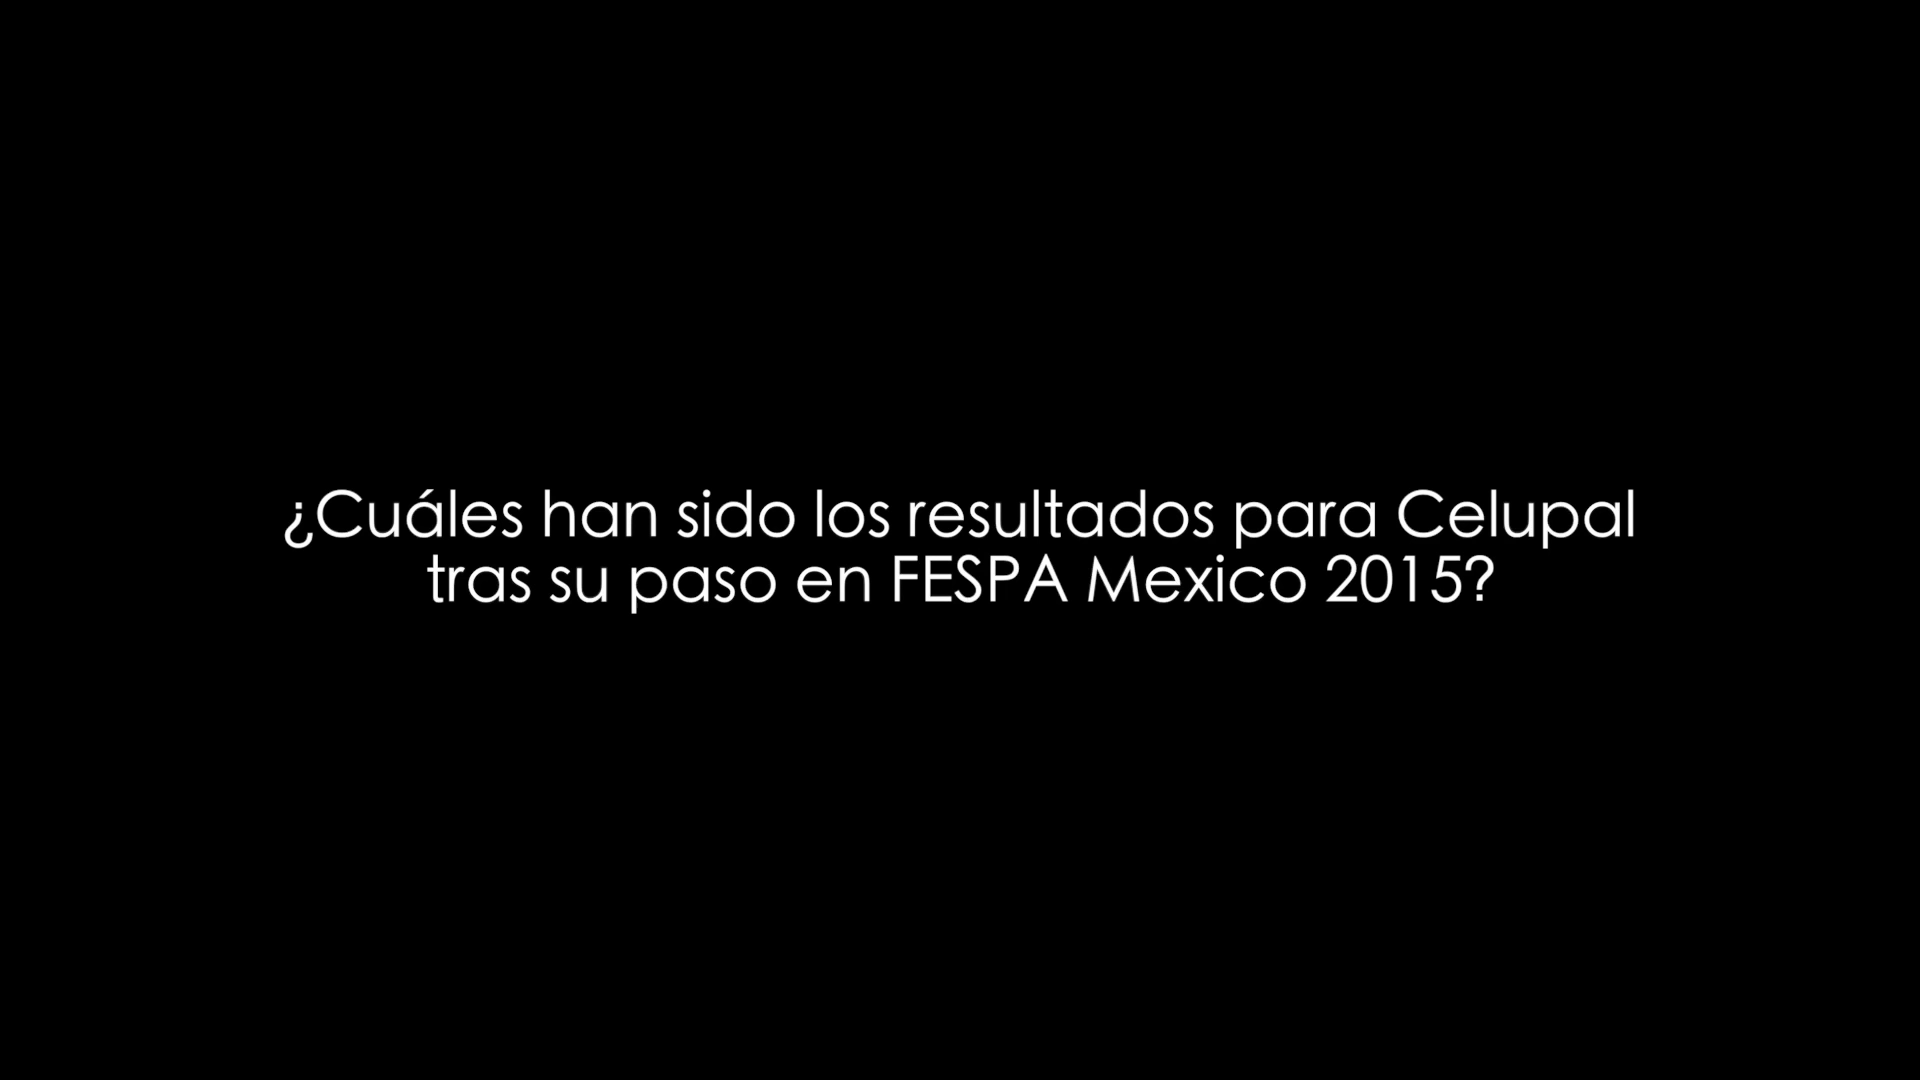 ¿Cuáles han sido los resultados para Celupal
tras su paso en FESPA Mexico 2015?